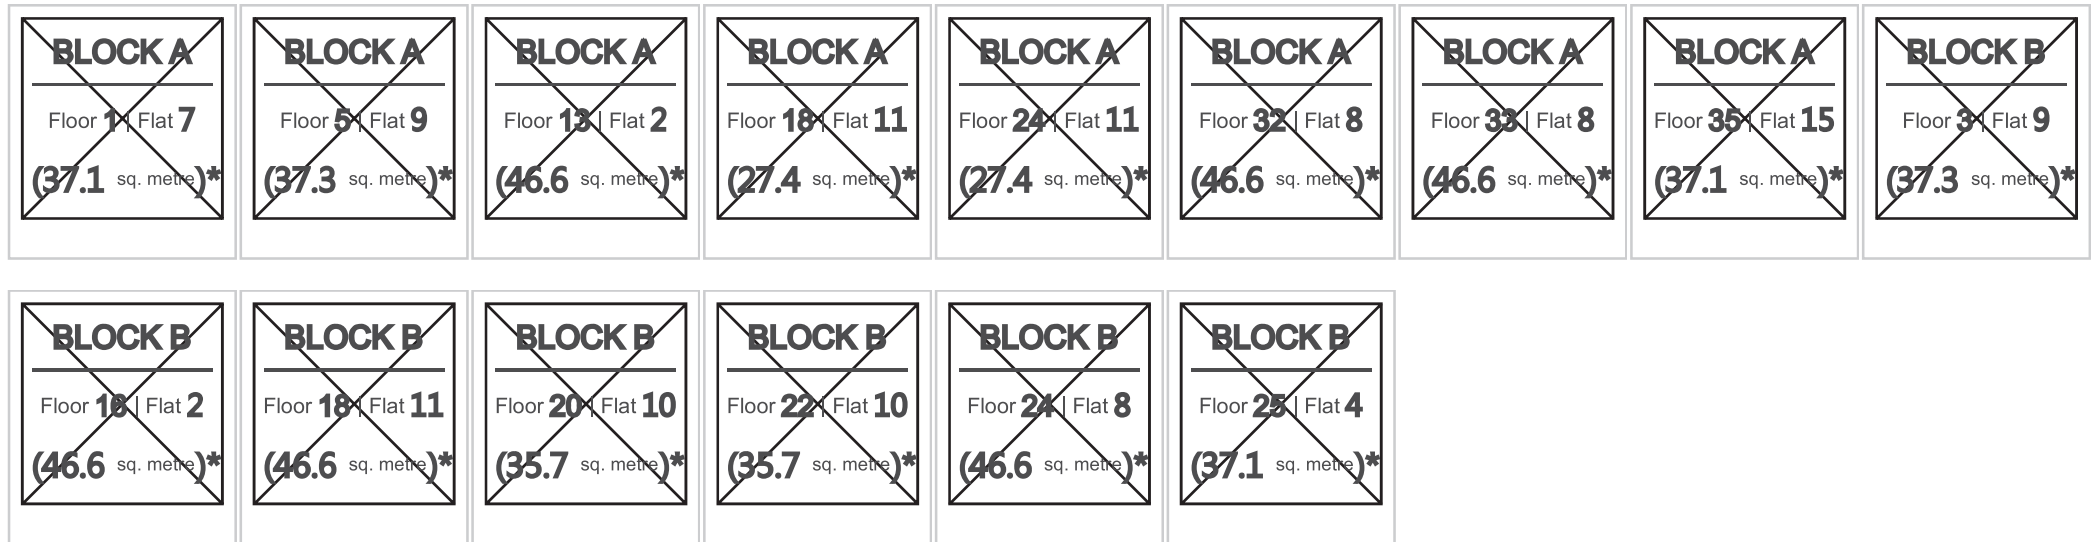 BLOCK A
Floor 1 | Flat 7
(37.1 sq. metre)*
BLOCK A
Floor 5 | Flat 9
(37.3 sq. metre)*
BLOCK A
Floor 13 | Flat 2
(46.6 sq. metre)*
BLOCK A
Floor 18 | Flat 11
(27.4 sq. metre)*
BLOCK A
Floor 24 | Flat 11
(27.4 sq. metre)*
BLOCK A
Floor 32 | Flat 8
(46.6 sq. metre)*
BLOCK A
Floor 33 | Flat 8
(46.6 sq. metre)*
BLOCK A
Floor 35 | Flat 15
(37.1 sq. metre)*
BLOCK B
Floor 3 | Flat 9
(37.3 sq. metre)*
BLOCK B
Floor 16 | Flat 2
(46.6 sq. metre)*
BLOCK B
Floor 18 | Flat 11
(46.6 sq. metre)*
BLOCK B
Floor 20 | Flat 10
(35.7 sq. metre)*
BLOCK B
Floor 22 | Flat 10
(35.7 sq. metre)*
BLOCK B
Floor 24 | Flat 8
(46.6 sq. metre)*
BLOCK B
Floor 25 | Flat 4
(37.1 sq. metre)*